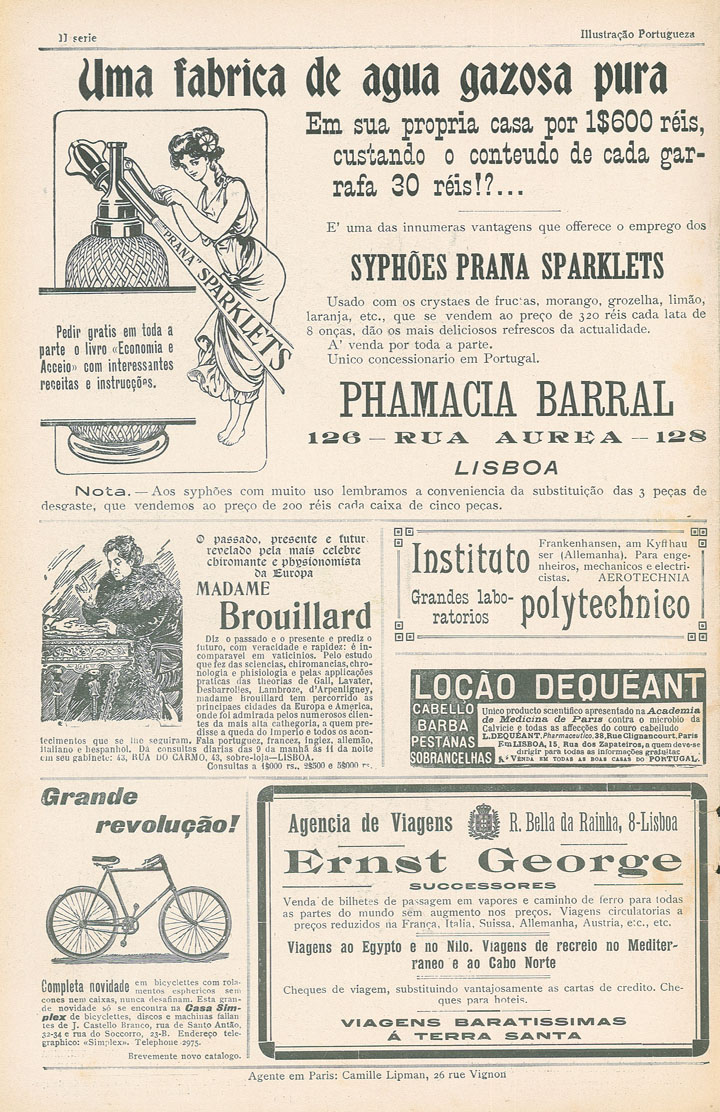 II serie
Illustração Portugueza
Uma fabrica de agua gazosa pura
Em sua propria casa por 1$600 réis,
custando o conteudo de cada gar-
rafa 30 réis!?...
E' uma das innumeras vantagens que offerece o emprego dos
SYPHÕES PRANA SPARKLETS
Usado com os crystaes de fructas, morango, grozelha, limão,
laranja, etc., que se vendem ao preço de 320 réis cada lata de
8 onças, dão os mais deliciosos refrescos da actualidade.
A' venda por toda a parte.
Unico concessionario em Portugal.
PHAMACIA BARRAL
126 — RUA AUREA — 128
LISBOA
"PRANA" SPARKLETS
Pedir gratis em toda a
parte o livro «Economia e
Acceio» com interessantes
receitas e instrucções.
Nota. — Aos syphões com muito uso lembramos a conveniencia da substituição das 3 peças de
desgaste, que vendemos ao preço de 200 réis cada caixa de cinco pecas.
O passado, presente e futur
revelado pela mais celebre
chiromante e physionomista
da Europa
MADAME
Brouillard
Diz o passado e o presente e prediz o
futuro, com veracidade e rapidez: é in-
comparavel em vaticinios. Pelo estudo
que fez das sciencias, chiromancias, chro-
nologia e phisiologia e pelas applicações
praticas das theorias de Gall, Lavater,
Desbarrolles, Lambroze, d'Arpenligney,
madame Brouillard tem percorrido as
principaes cidades da Europa e America,
onde foi admirada pelos numerosos clien-
tes da mais alta cathegoria, a quem pre-
disse a queda do Imperio e todos os acon-
tecimentos que se lhe seguiram. Fala portuguez, francez, inglez, allemão,
italiano e hespanhol. Dá consultas diarias das 9 da manhã ás 11 da noite
em seu gabinete: 43, RUA DO CARMO, 43, sobre-loja—LISBOA.
Consultas a 1$000 rs., 2$500 e 5$000 rs.
Instituto
Frankenhansen, am Kyffhau
ser (Allemanha). Para enge-
nheiros, mechanicos e electri-
cistas. AEROTECHNIA
Grandes labo-
ratorios
polytechnico
LOÇÃO DEQUÉANT
CABELLO
BARBA
PESTANAS
SOBRANCELHAS
Unico producto scientifico apresentado na Academia
de Medicina de Paris contra o microbio da
Calvicie e todas as affecções do couro cabelludo
L.DEQUÉANT. Pharmaceutico. 38, Rue Clignancourt, Paris
Em LISBOA, 15, Rua dos Zapateiros, a quem deve-se
dirigir para todas as informações gratuitas
A' VENDA EM TODAS AS BOAS CASAS DO PORTUGAL.
Grande
revolução!
Completa novidade em bicyclettes com rola-
mentos esphericos sem
cones nem caixas, nunca desafinam. Esta gran-
de novidade só se encontra na Casa Sim-
plex de bicyclettes, discos e machinas fallan
tes de J. Castello Branco, rua de Santo Antão,
32-34 e rua do Soccorro, 23-B. Endereço tele-
graphico: «Simplex». Telephone 2975.
Brevemente novo catalogo.
Agencia de Viagens
R. Bella da Rainha, 8-Lisboa
Ernst George
SUCCESSORES
Venda de bilhetes de passagem em vapores e caminho de ferro para todas
as partes do mundo sem augmento nos preços. Viagens circulatorias a
preços reduzidos na França, Italia, Suissa, Allemanha, Austria, etc., etc.
Viagens ao Egypto e no Nilo. Viagens de recreio no Mediter-
raneo e ao Cabo Norte
Cheques de viagem, substituindo vantajosamente as cartas de credito. Che-
ques para hoteis.
VIAGENS BARATISSIMAS
Á TERRA SANTA
Agente em Paris: Camille Lipman, 26 rue Vignon